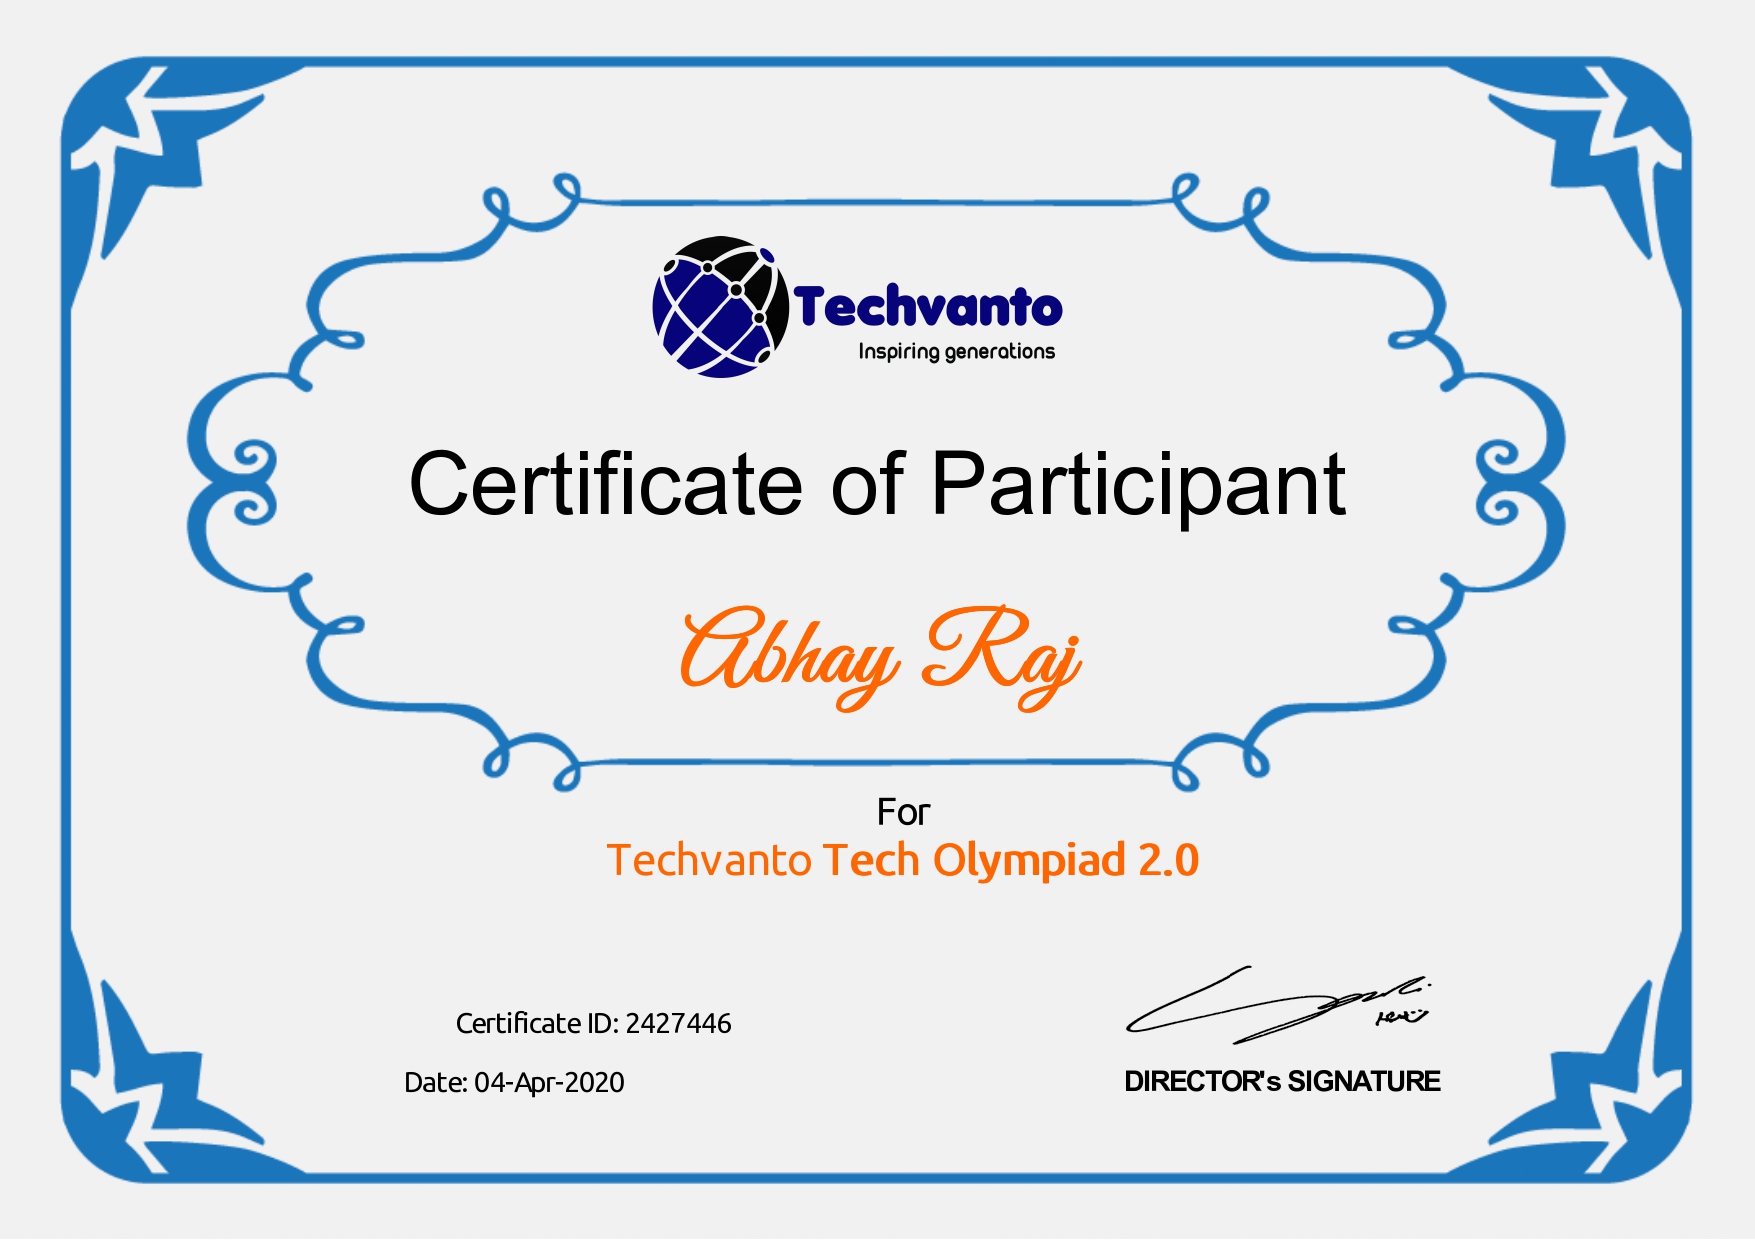 Techvanto
Inspiring generations
Certificate of Participant
Abhay Raj
For
Techvanto Tech Olympiad 2.0
Certificate ID: 2427446
Date: 04-Apr-2020
DIRECTOR's SIGNATURE